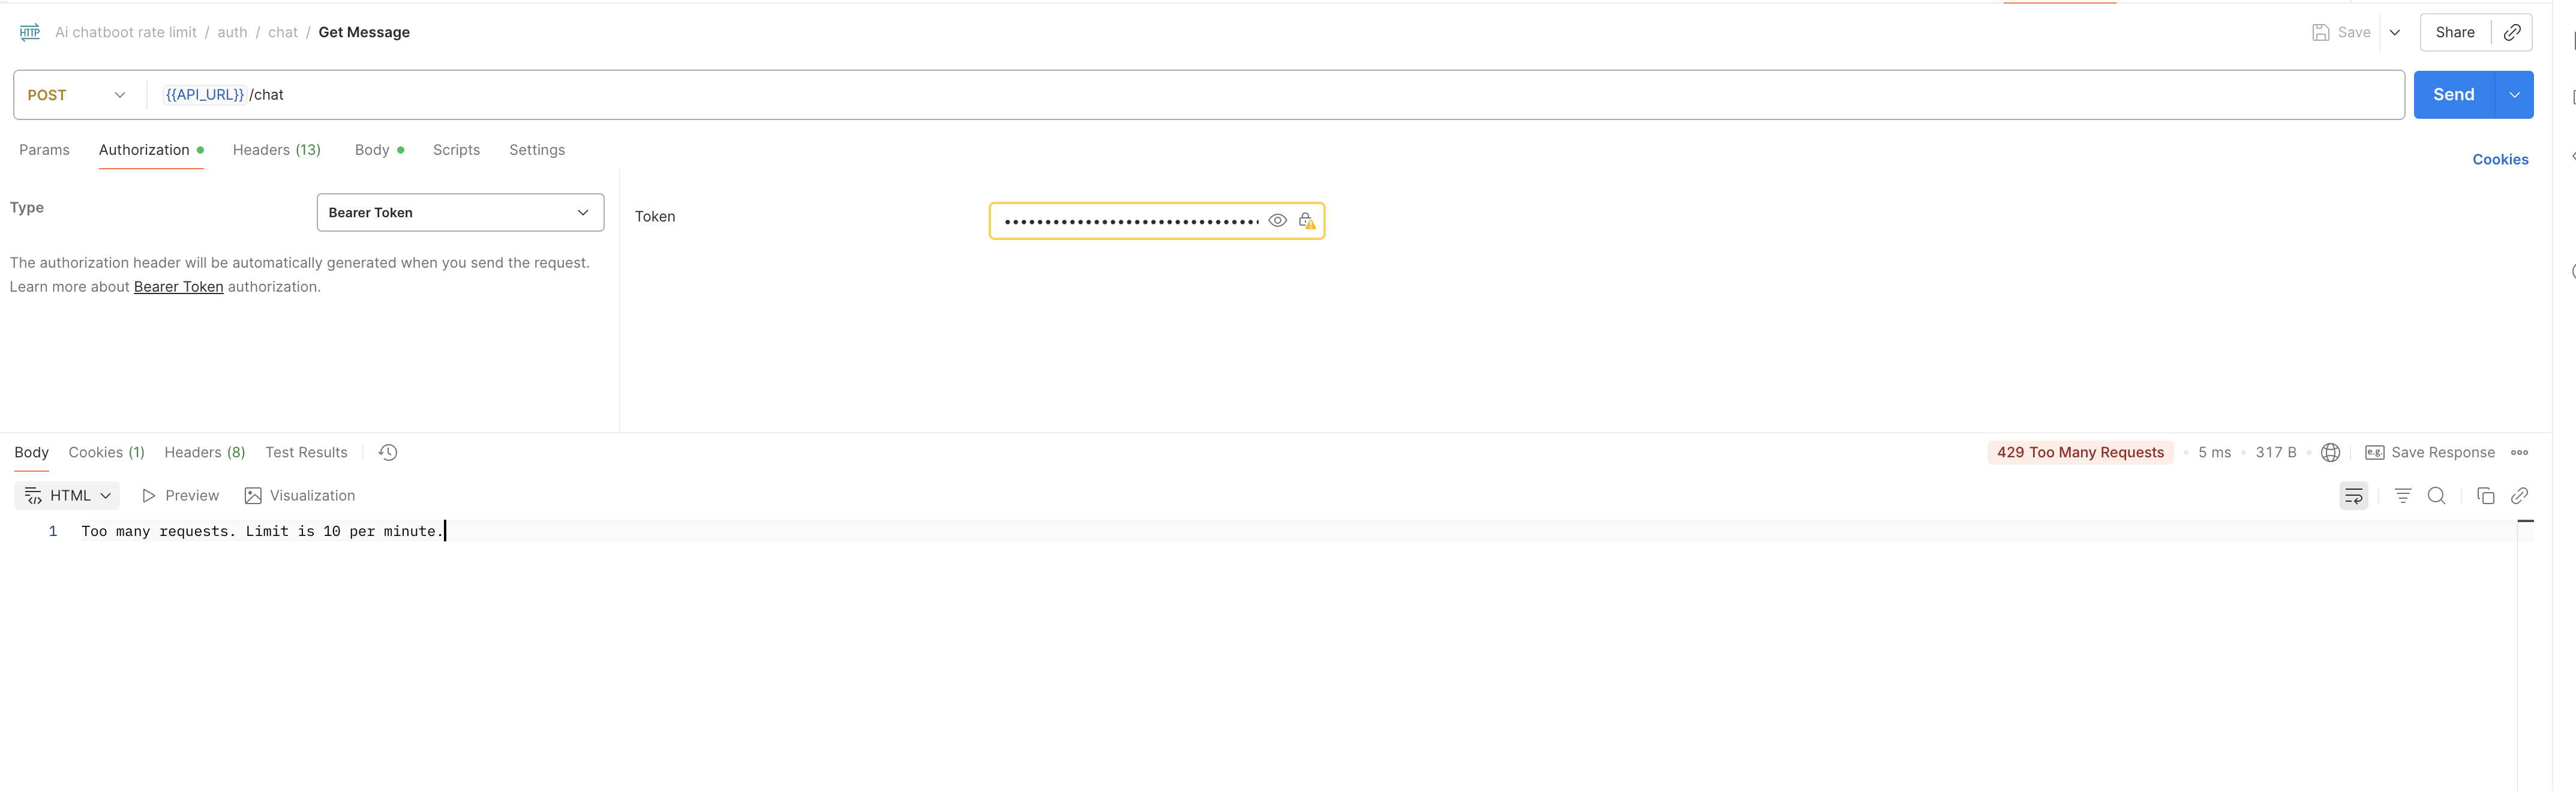 HTTP Ai chatboot rate limit / auth / chat / Get Message Save Share
POST {{API_URL}} /chat Send
Params Authorization Headers (13) Body Scripts Settings Cookies
Type Bearer Token Token
The authorization header will be automatically generated when you send the request.
Learn more about Bearer Token authorization.
Body Cookies (1) Headers (8) Test Results 429 Too Many Requests 5 ms 317 B e.g. Save Response
HTML Preview Visualization
1 Too many requests. Limit is 10 per minute.